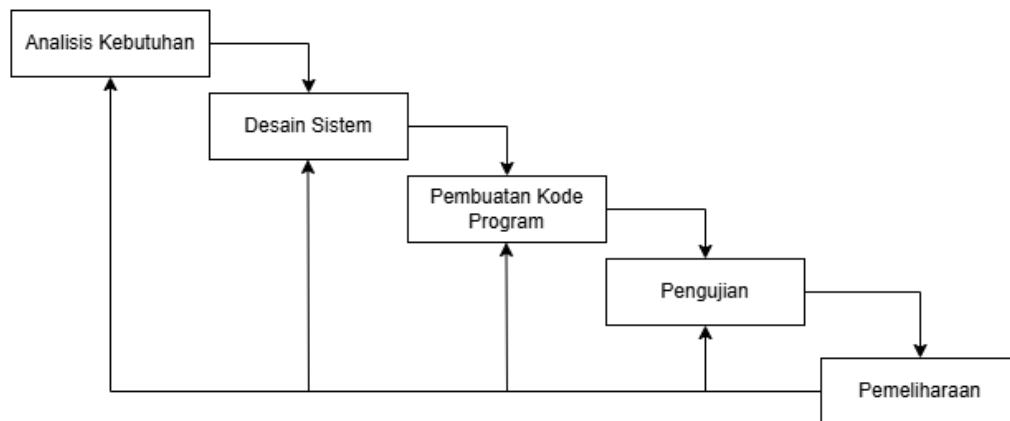 Analisis Kebutuhan
Desain Sistem
Pembuatan Kode
Program
Pengujian
Pemeliharaan